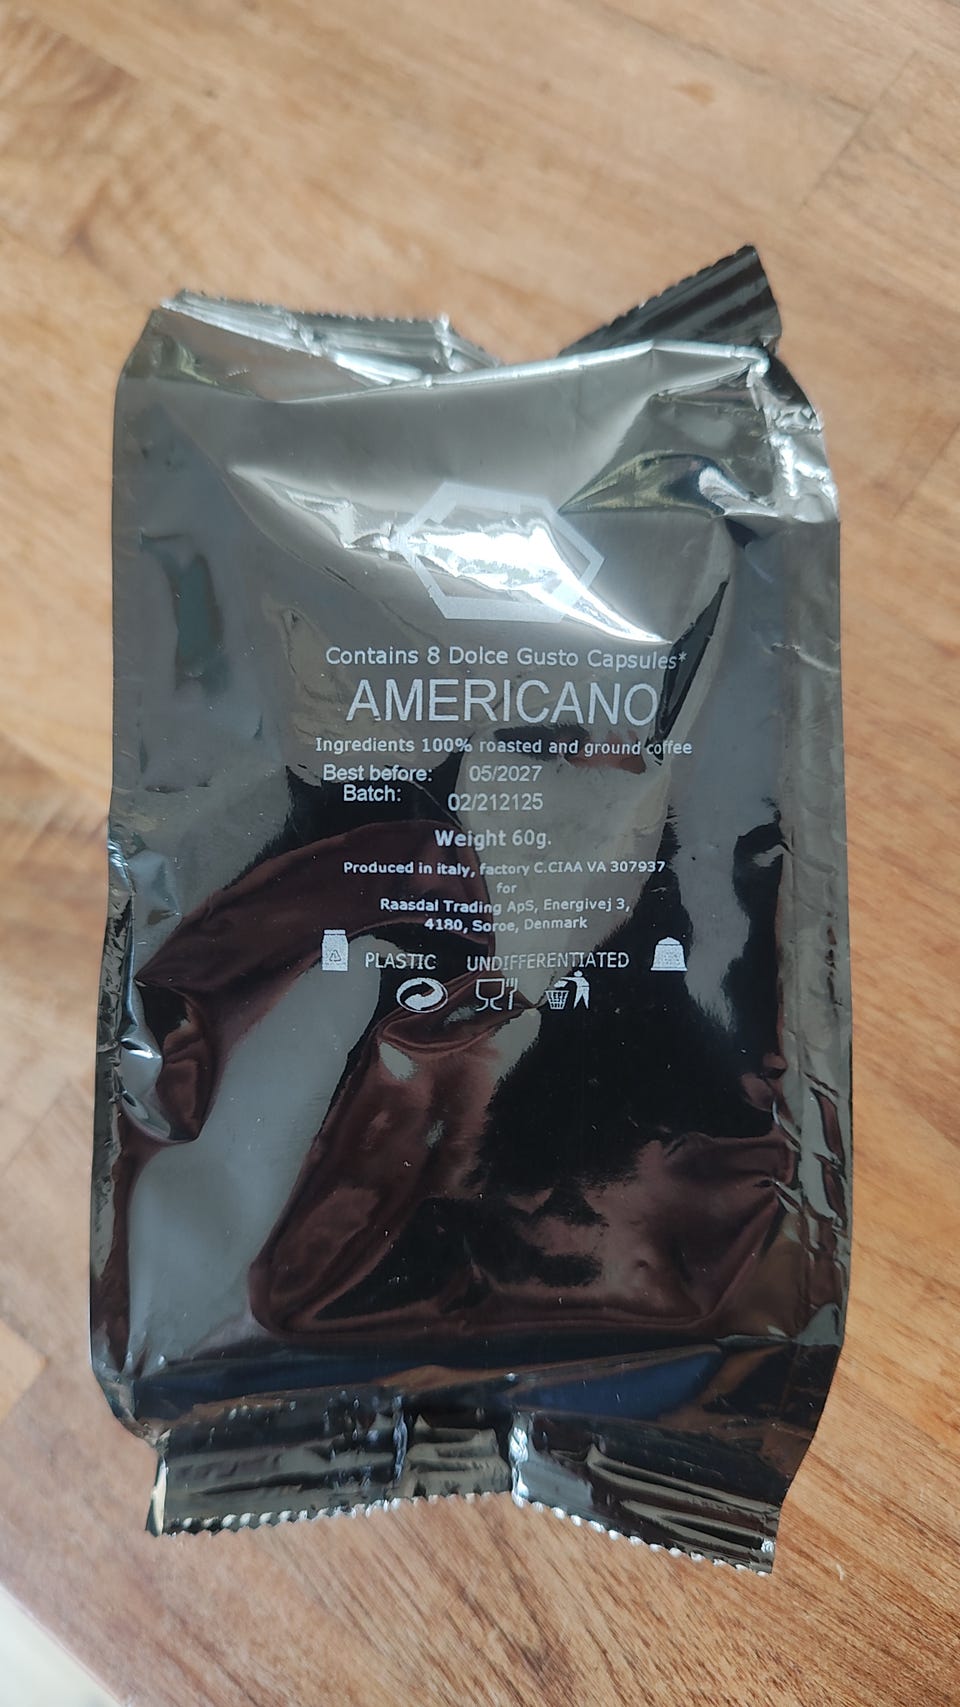 Contains 8 Dolce Gusto Capsules*
AMERICANO
Ingredients 100% roasted and ground coffee
Best before: 05/2027
Batch: 02/212125
Weight 60g.
Produced in italy, factory C.CIAA VA 307937
for
Raasdal Trading ApS, Energivej 3,
4180, Soroe, Denmark
PLASTIC UNDIFFERENTIATED